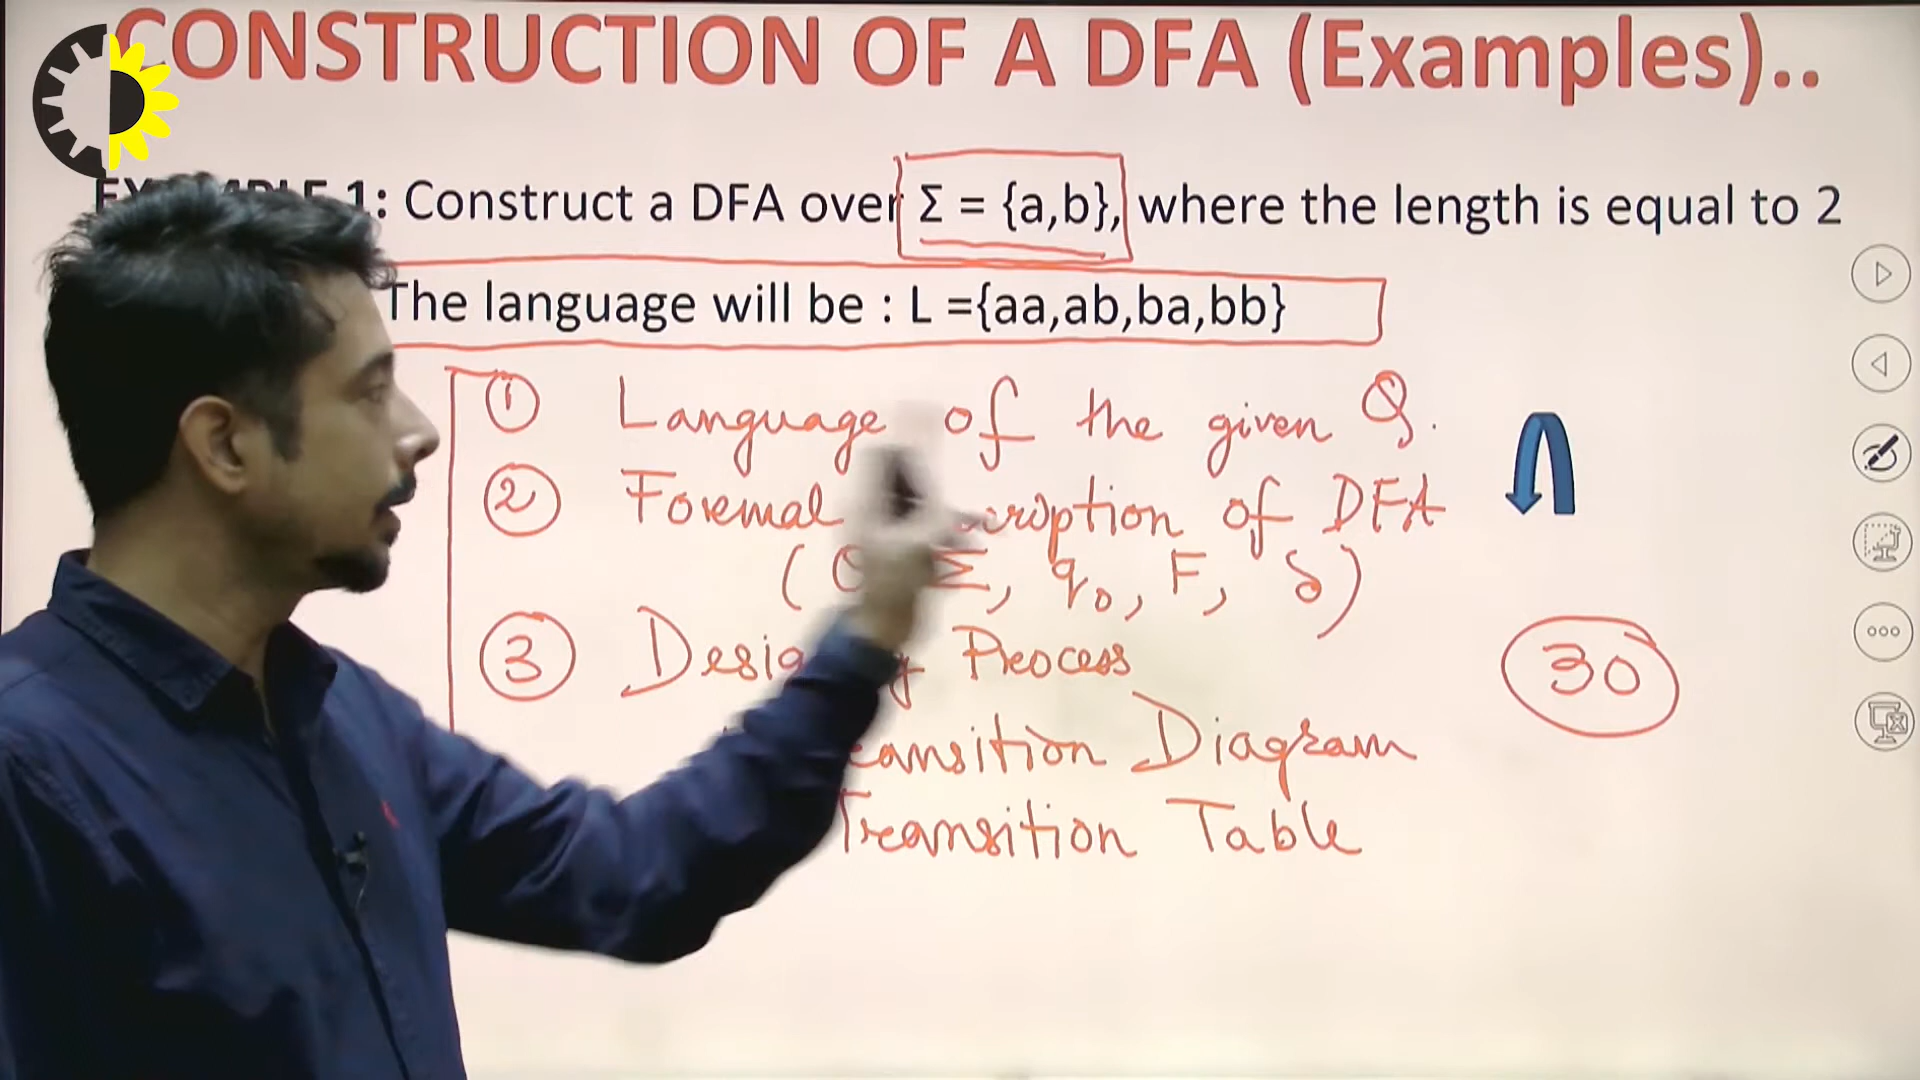 CONSTRUCTION OF A DFA (Examples)..
1: Construct a DFA over Σ = {a,b}, where the length is equal to 2
The language will be : L ={aa,ab,ba,bb}
① Language of the given Q.
② Formal of DFA
Σ, q₀, F, δ)
③ Process
30
Transition Diagram
Transition Table